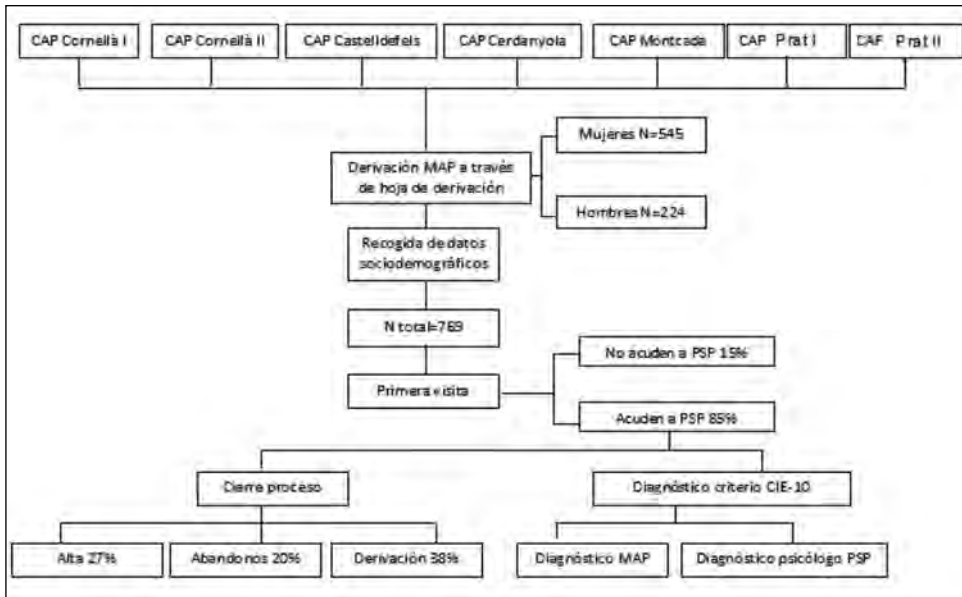 CAP Cornellà I
CAP Cornellà II
CAP Castelldefels
CAP Cerdanyola
CAP Montcada
CAP Prat I
CAP Prat II
Mujeres N=545
Derivación MAP a través
de hoja de derivación
Hombres N=224
Recogida de datos
sociodemográficos
N total=769
No acuden a PSP 15%
Primera visita
Acuden a PSP 85%
Cierre proceso
Diagnóstico criterio CIE-10
Alta 27%
Abandonos 20%
Derivación 38%
Diagnóstico MAP
Diagnóstico psicólogo PSP